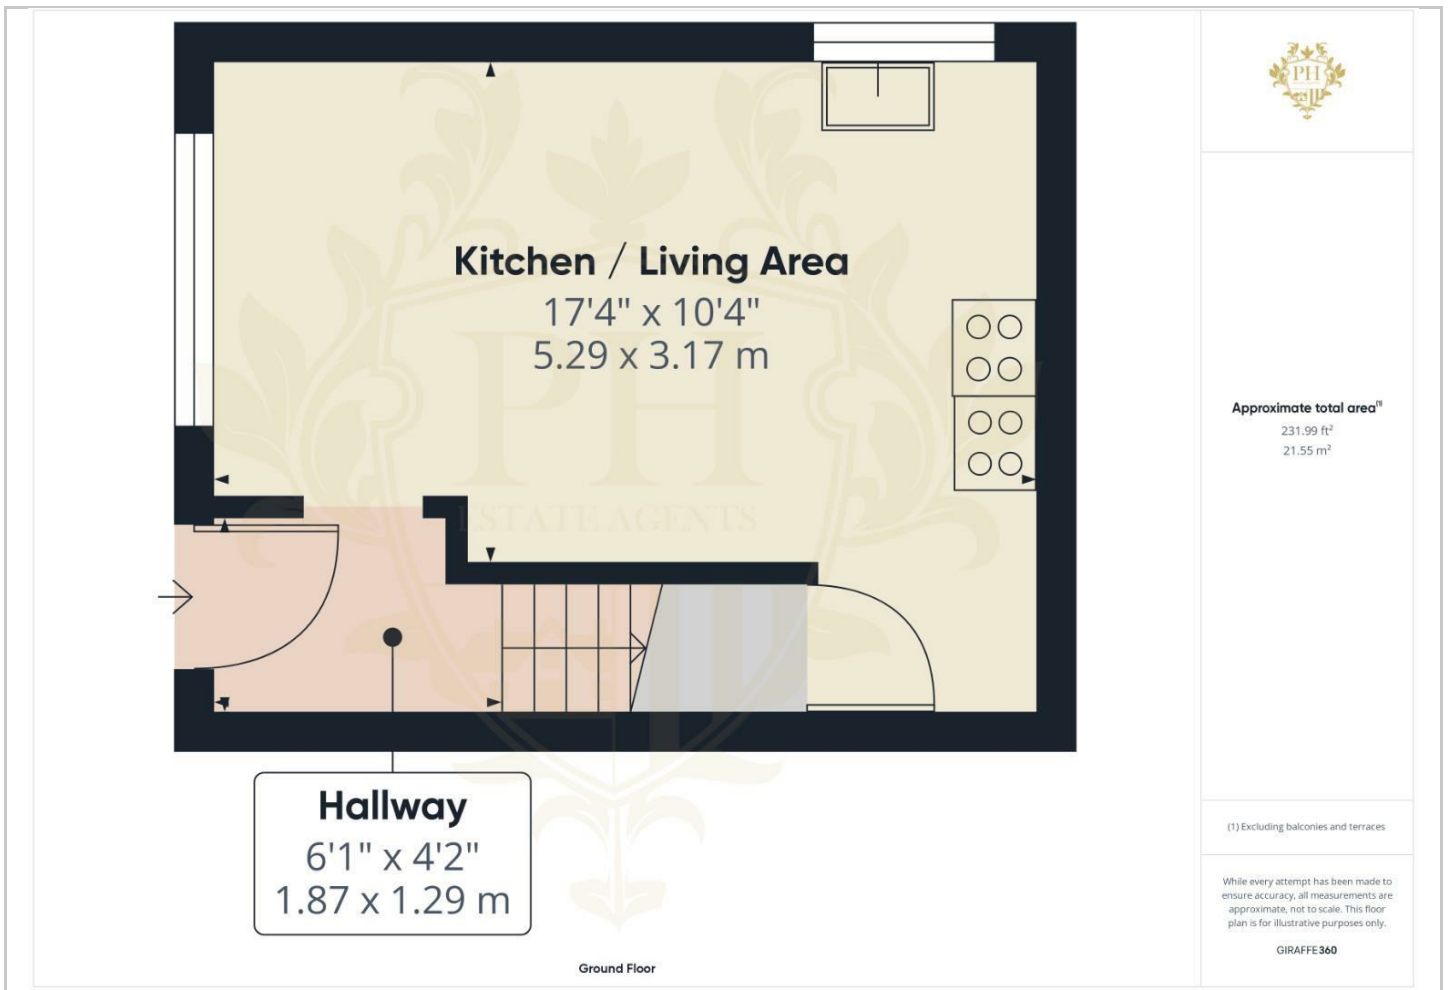 PH
Kitchen / Living Area
17'4" x 10'4"
5.29 x 3.17 m
PH
ESTATE AGENTS
Approximate total area(1)
231.99 ft²
21.55 m²
Hallway
6'1" x 4'2"
1.87 x 1.29 m
Ground Floor
(1) Excluding balconies and terraces
While every attempt has been made to
ensure accuracy, all measurements are
approximate, not to scale. This floor
plan is for illustrative purposes only.
GIRAFFE360